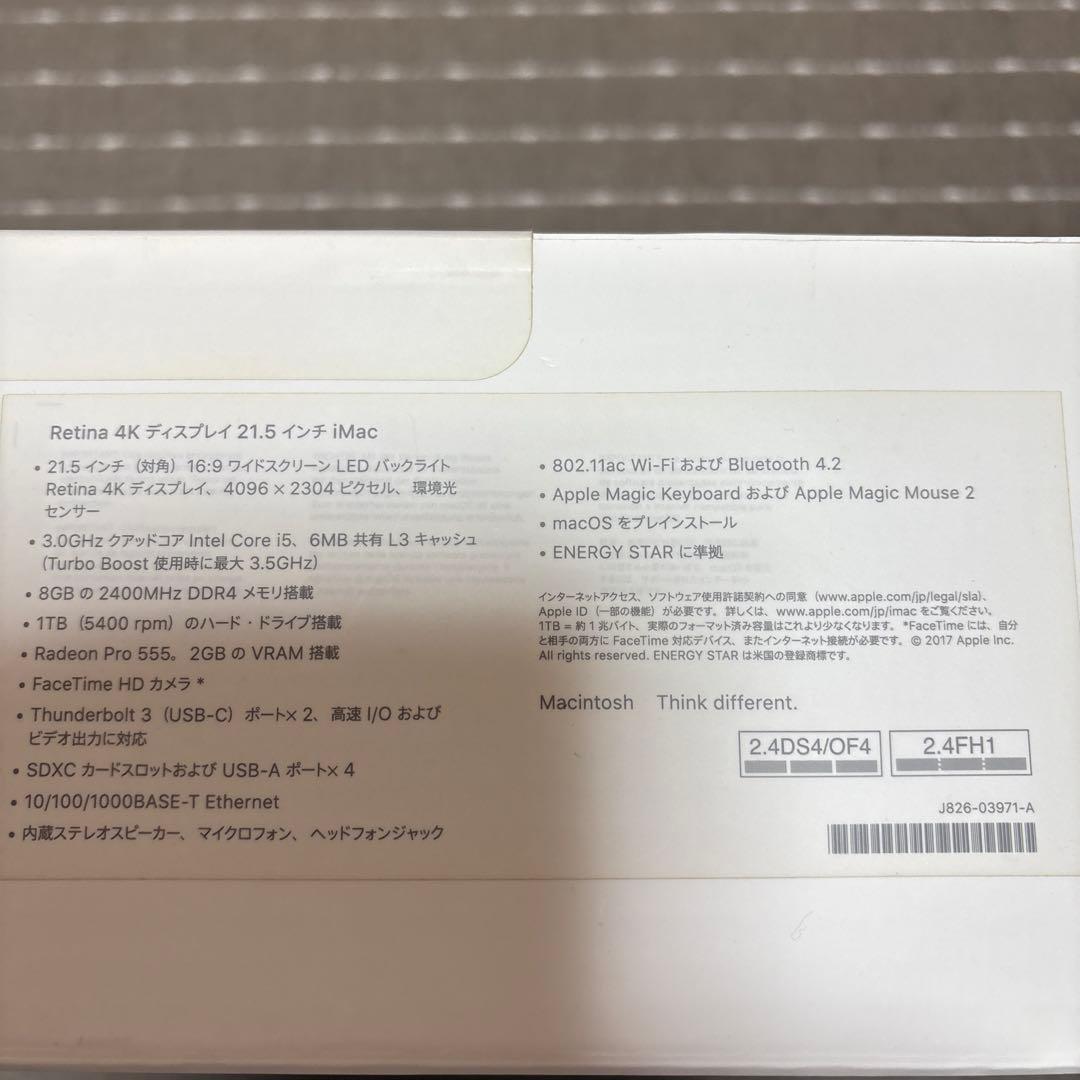 Retina 4K ディスプレイ 21.5 インチ iMac
• 21.5 インチ（対角）16:9 ワイドスクリーン LED バックライト
Retina 4K ディスプレイ、4096 × 2304 ピクセル、環境光
センサー
• 3.0GHz クアッドコア Intel Core i5、6MB 共有 L3 キャッシュ
(Turbo Boost 使用時に最大 3.5GHz)
• 8GB の 2400MHz DDR4 メモリ搭載
• 1TB（5400 rpm）のハード・ドライブ搭載
• Radeon Pro 555。2GB の VRAM 搭載
• FaceTime HD カメラ *
• Thunderbolt 3（USB-C）ポート× 2、高速 I/O および
ビデオ出力に対応
• SDXC カードスロットおよび USB-A ポート× 4
• 10/100/1000BASE-T Ethernet
• 内蔵ステレオスピーカー、マイクロフォン、ヘッドフォンジャック
• 802.11ac Wi-Fi および Bluetooth 4.2
• Apple Magic Keyboard および Apple Magic Mouse 2
• macOS をプレインストール
• ENERGY STAR に準拠
インターネットアクセス、ソフトウェア使用許諾契約への同意（www.apple.com/jp/legal/sla)、
Apple ID（一部の機能）が必要です。詳しくは、www.apple.com/jp/imac をご覧ください。
1TB = 約 1 兆バイト、実際のフォーマット済み容量はこれより少なくなります。*FaceTime には、自分
と相手の両方に FaceTime 対応デバイス、またインターネット接続が必要です。© 2017 Apple Inc.
All rights reserved. ENERGY STAR は米国の登録商標です。
Macintosh Think different.
2.4DS4/OF4 2.4FH1
J826-03971-A